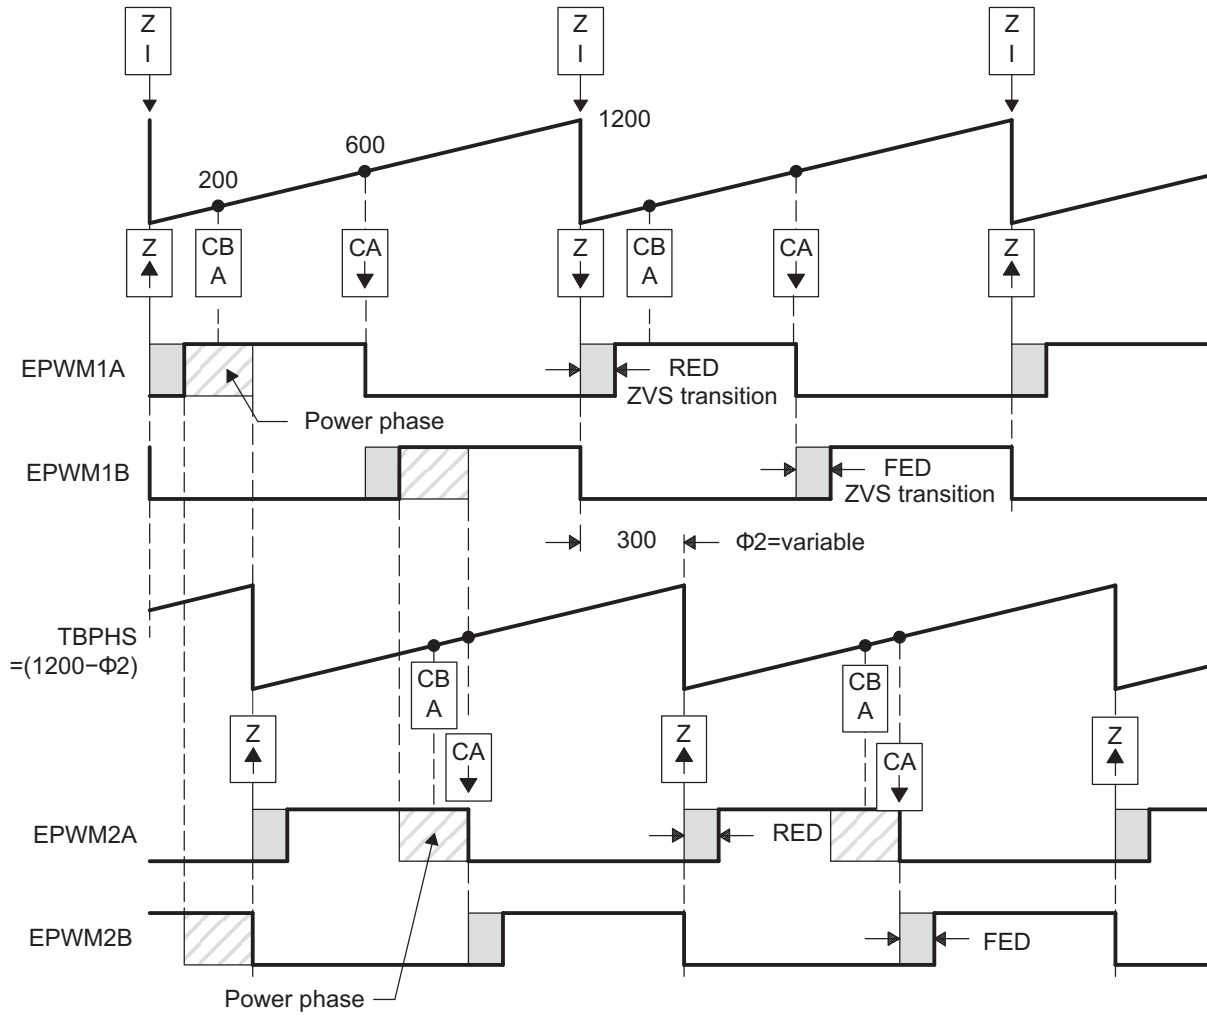 Z
I
Z
I
Z
I
1200
600
200
Z
CB
A
CA
Z
CB
A
CA
Z
EPWM1A
RED
ZVS transition
Power phase
EPWM1B
FED
ZVS transition
300
Φ2=variable
TBPHS
=(1200−Φ2)
CB
A
CB
A
Z
CA
Z
CA
Z
EPWM2A
RED
EPWM2B
FED
Power phase